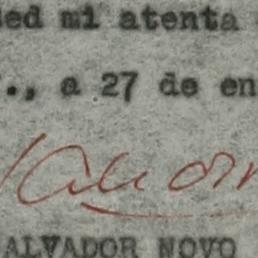 ed mi atenta
., a 27 de en
ALVADOR NOVO